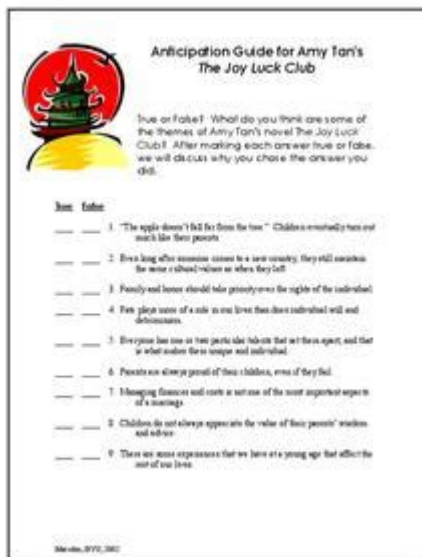 Anticipation Guide for Amy Tan's
The Joy Luck Club
True or False? What do you think are some of
the themes of Amy Tan's novel The Joy Luck
Club? After marking each answer true or false,
we will discuss why you chose the answer you
did.
True False
1. "The apple doesn't fall far from the tree." Children eventually turn out
much like their parents.
2. Even long after someone comes to a new country, they still maintain
the same cultural values as when they left.
3. Family and honor should take priority over the rights of the individual.
4. Fate plays more of a role in our lives than does individual will and
determination.
5. Everyone has one or two particular talents that set them apart, and that
is what makes them unique and individual.
6. Parents are always proud of their children, even if they fail.
7. Managing finances and costs is not one of the most important aspects
of a marriage.
8. Children do not always appreciate the value of their parents' wisdom
and advice.
9. There are some experiences that we have at a young age that affect the
rest of our lives.
2002